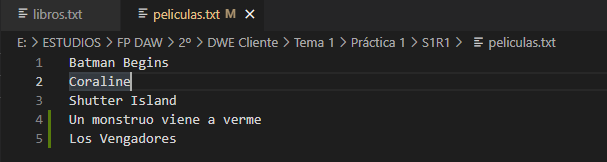 libros.txt
peliculas.txt M
E: > ESTUDIOS > FP DAW > 2º > DWE Cliente > Tema 1 > Práctica 1 > S1R1 > peliculas.txt
1 Batman Begins
2 Coraline
3 Shutter Island
4 Un monstruo viene a verme
5 Los Vengadores